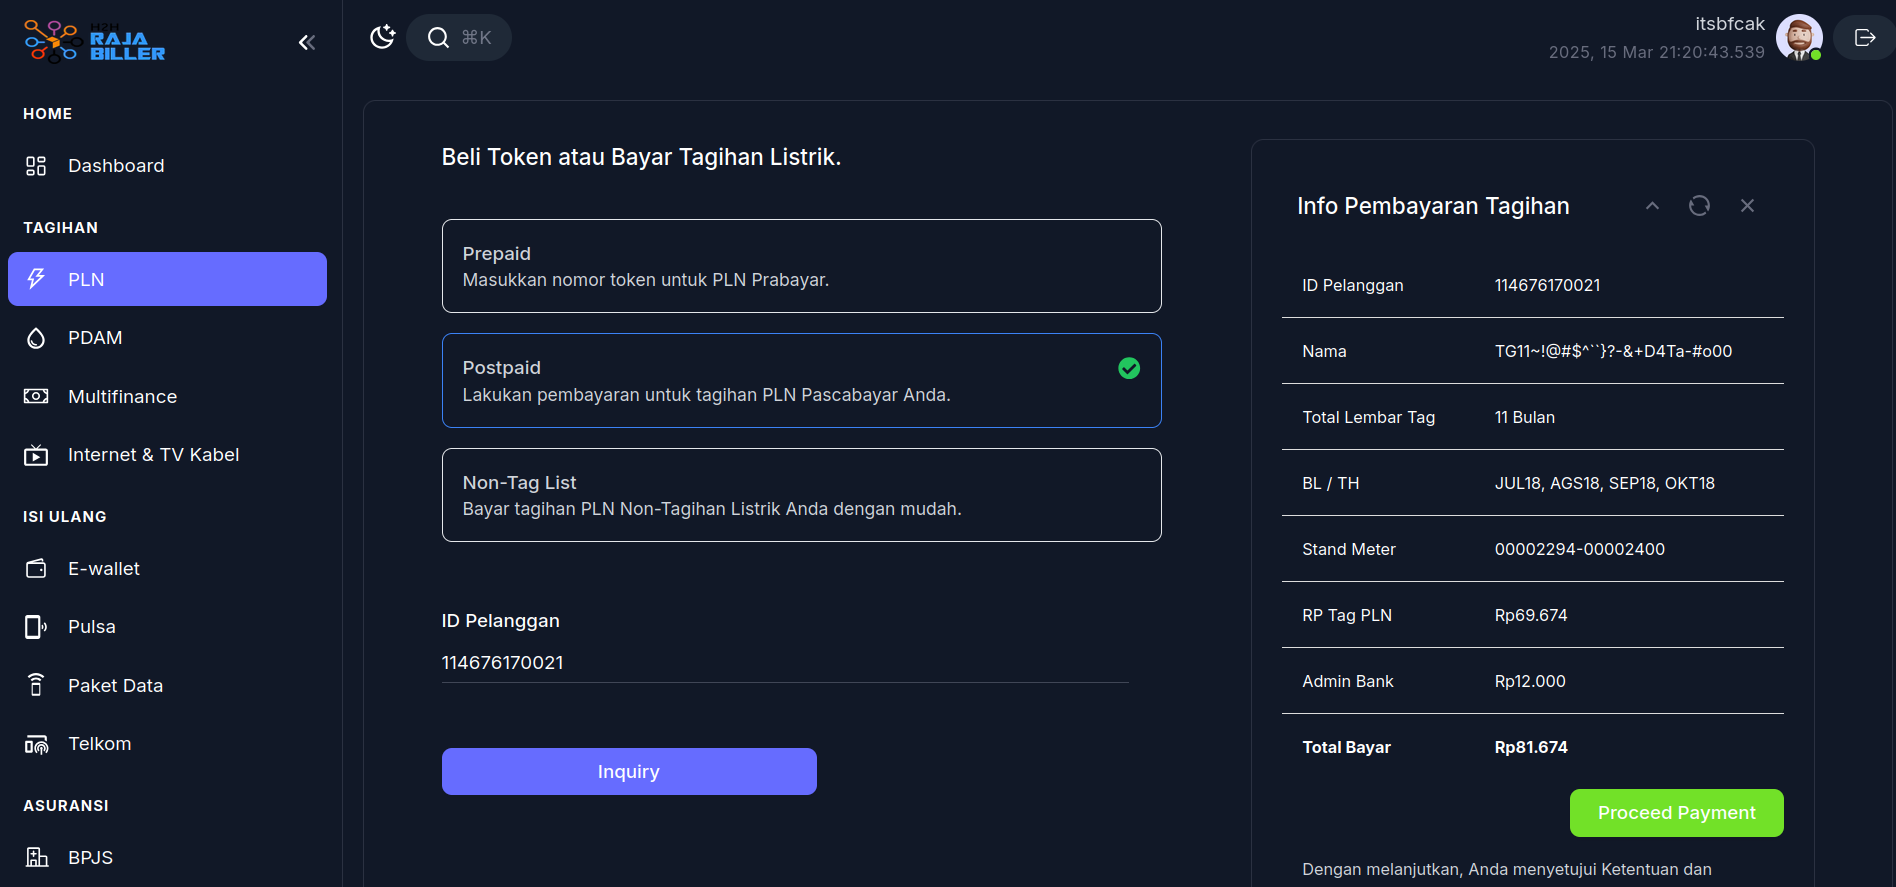 H2H
RAJA
BILLER
HOME
Dashboard
TAGIHAN
PLN
PDAM
Multifinance
Internet & TV Kabel
ISI ULANG
E-wallet
Pulsa
Paket Data
Telkom
ASURANSI
BPJS
⌘K
itsbfcak
2025, 15 Mar 21:20:43.539
Beli Token atau Bayar Tagihan Listrik.
Prepaid
Masukkan nomor token untuk PLN Prabayar.
Postpaid
Lakukan pembayaran untuk tagihan PLN Pascabayar Anda.
Non-Tag List
Bayar tagihan PLN Non-Tagihan Listrik Anda dengan mudah.
ID Pelanggan
114676170021
Inquiry
Info Pembayaran Tagihan
ID Pelanggan 114676170021
Nama TG11~!@#$^``}?-&+D4Ta-#o00
Total Lembar Tag 11 Bulan
BL / TH JUL18, AGS18, SEP18, OKT18
Stand Meter 00002294-00002400
RP Tag PLN Rp69.674
Admin Bank Rp12.000
Total Bayar Rp81.674
Proceed Payment
Dengan melanjutkan, Anda menyetujui Ketentuan dan